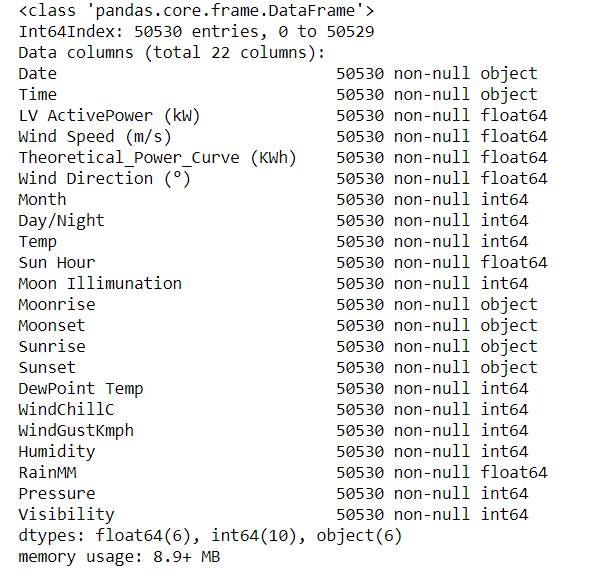 <class 'pandas.core.frame.DataFrame'>
Int64Index: 50530 entries, 0 to 50529
Data columns (total 22 columns):
Date                             50530 non-null object
Time                             50530 non-null object
LV ActivePower (kW)              50530 non-null float64
Wind Speed (m/s)                 50530 non-null float64
Theoretical_Power_Curve (KWh)    50530 non-null float64
Wind Direction (°)               50530 non-null float64
Month                            50530 non-null int64
Day/Night                        50530 non-null int64
Temp                             50530 non-null int64
Sun Hour                         50530 non-null float64
Moon Illimunation                50530 non-null int64
Moonrise                         50530 non-null object
Moonset                          50530 non-null object
Sunrise                          50530 non-null object
Sunset                           50530 non-null object
DewPoint Temp                    50530 non-null int64
WindChillC                       50530 non-null int64
WindGustKmph                     50530 non-null int64
Humidity                         50530 non-null int64
RainMM                           50530 non-null float64
Pressure                         50530 non-null int64
Visibility                       50530 non-null int64
dtypes: float64(6), int64(10), object(6)
memory usage: 8.9+ MB